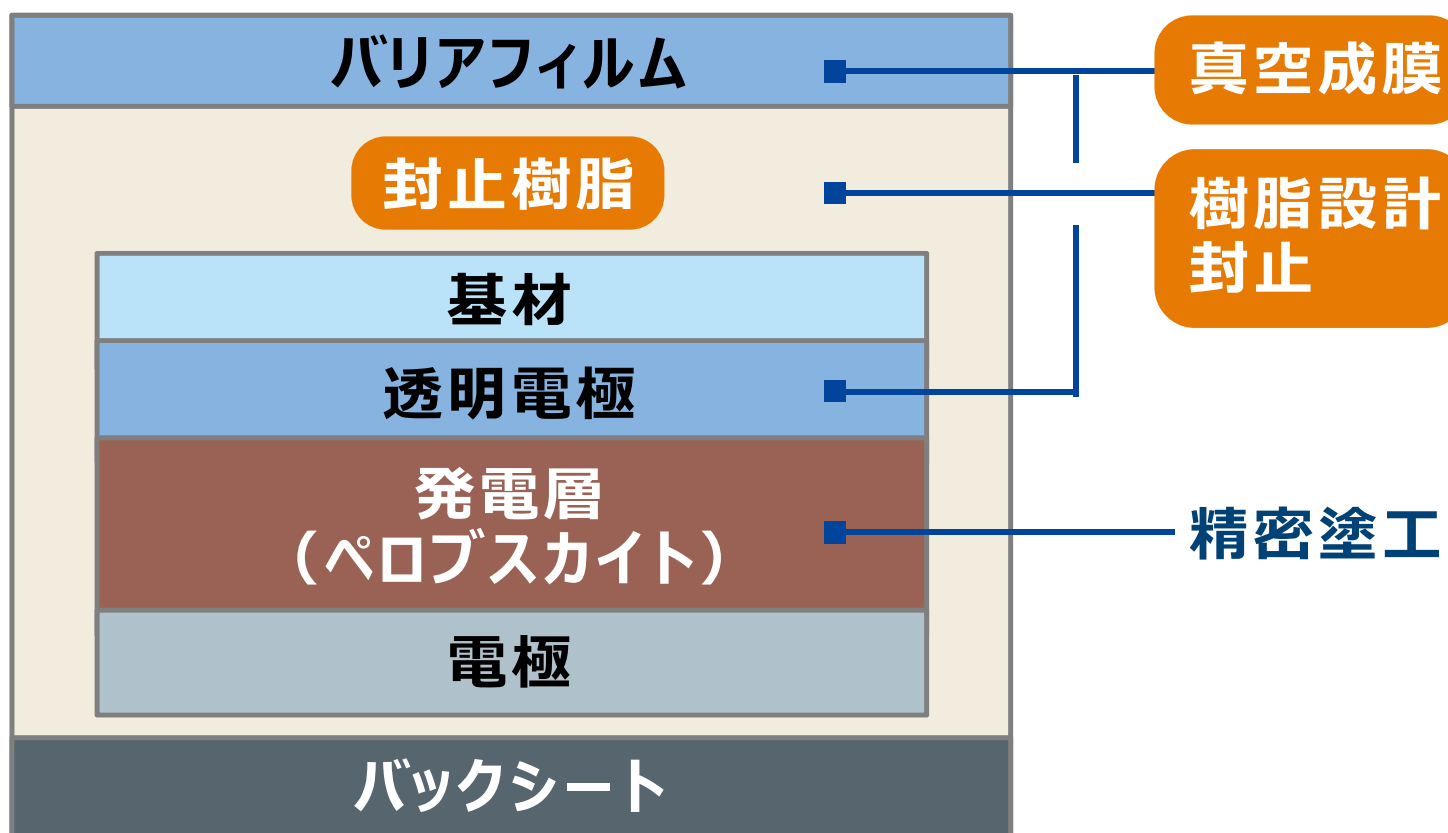 バリアフィルム
真空成膜
封止樹脂
樹脂設計
封止
基材
透明電極
発電層
（ペロブスカイト）
精密塗工
電極
バックシート